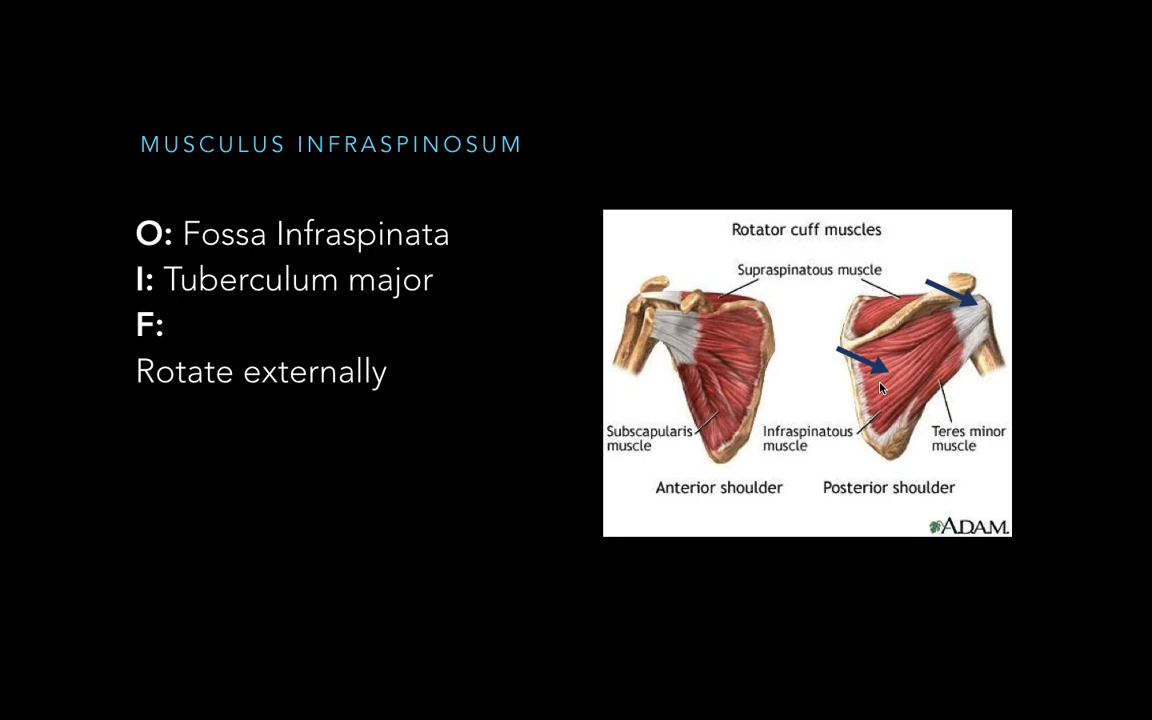 MUSCULUS INFRASPINOSUM
O: Fossa Infraspinata
I: Tuberculum major
F:
Rotate externally
Rotator cuff muscles
Supraspinatous muscle
Subscapularis muscle
Infraspinatous muscle
Teres minor muscle
Anterior shoulder
Posterior shoulder
ADAM.